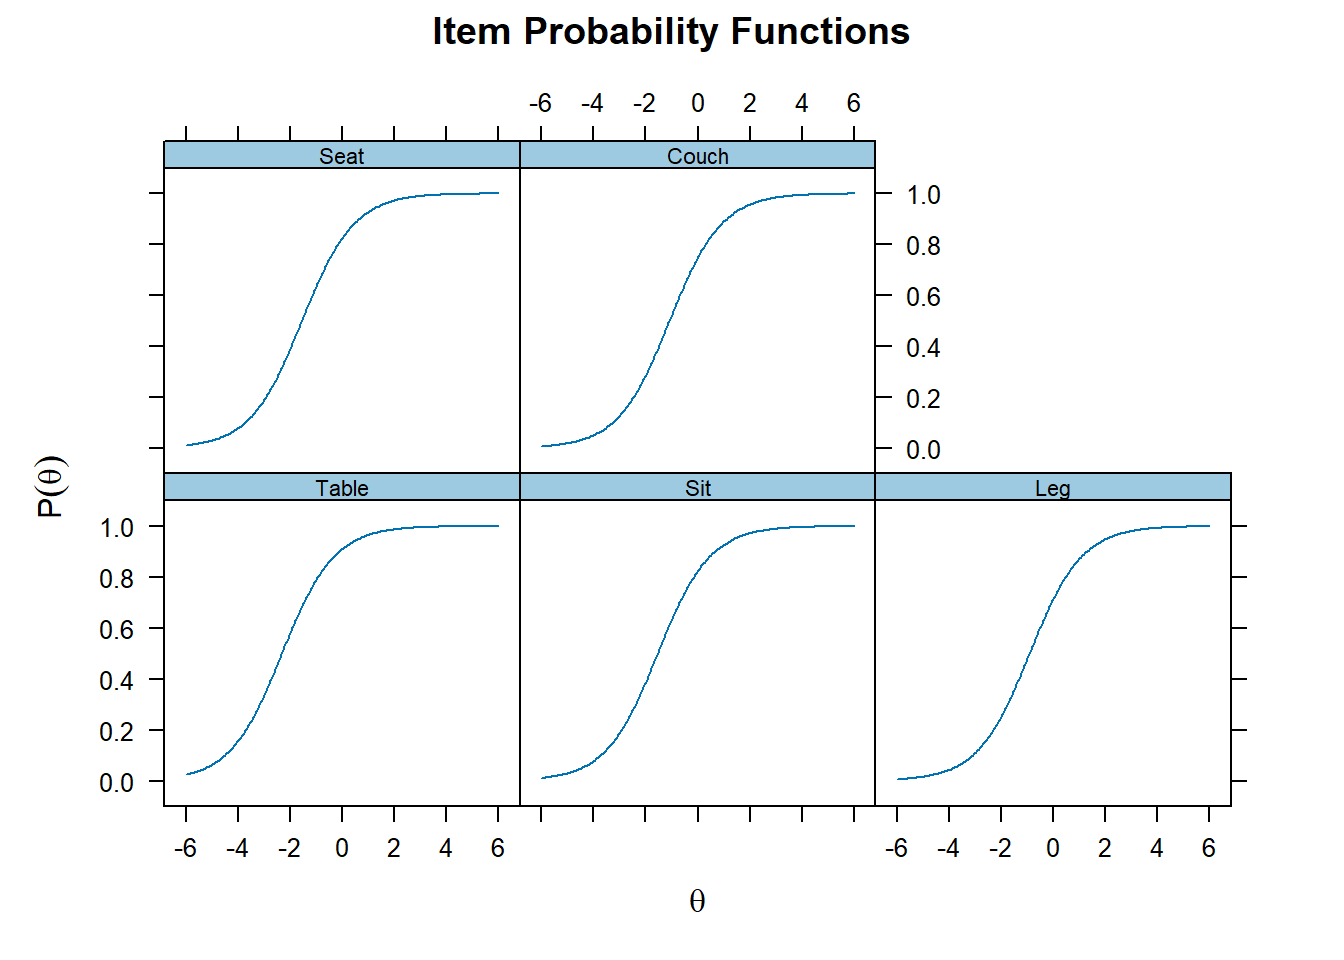 Item Probability Functions
-6 -4 -2 0 2 4 6
Seat Couch
1.0
0.8
0.6
0.4
0.2
0.0
P(θ)
Table Sit Leg
1.0
0.8
0.6
0.4
0.2
0.0
-6 -4 -2 0 2 4 6 -6 -4 -2 0 2 4 6
θ